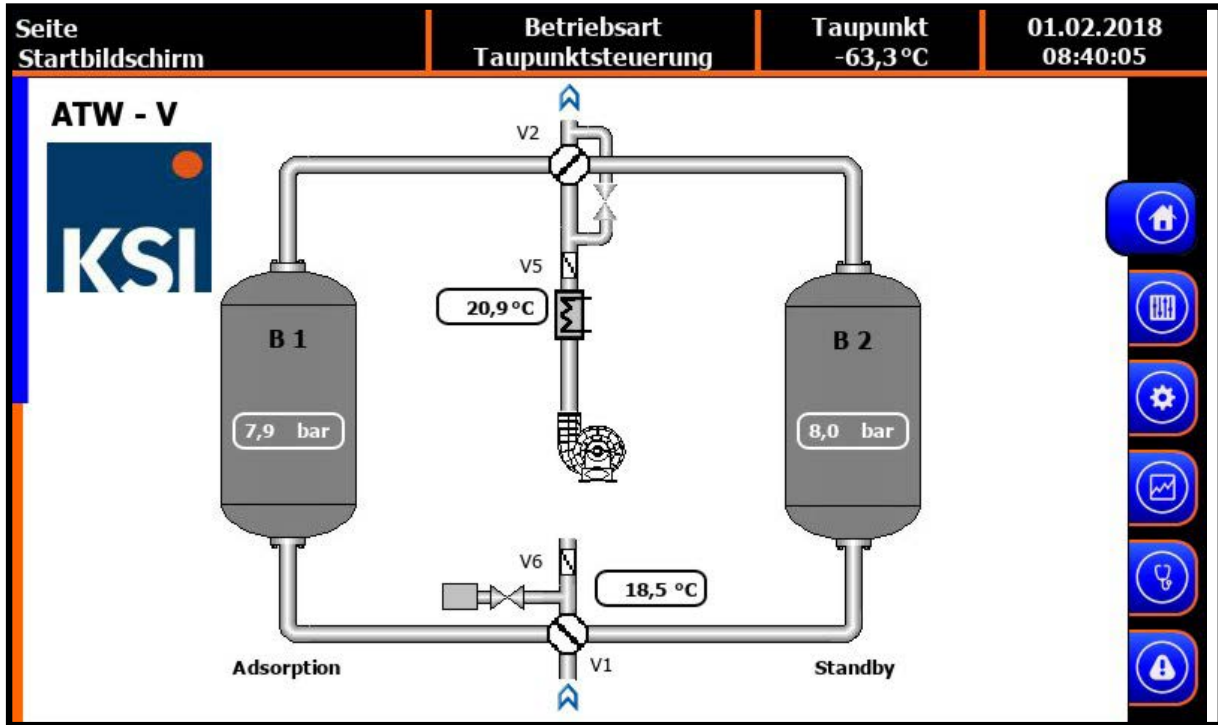 Seite
Startbildschirm
Betriebsart
Taupunktsteuerung
Taupunkt
-63,3°C
01.02.2018
08:40:05
ATW - V
KSI
V2
V5
20,9°C
B 1
7,9 bar
B 2
8,0 bar
V6
18,5 °C
V1
Adsorption
Standby